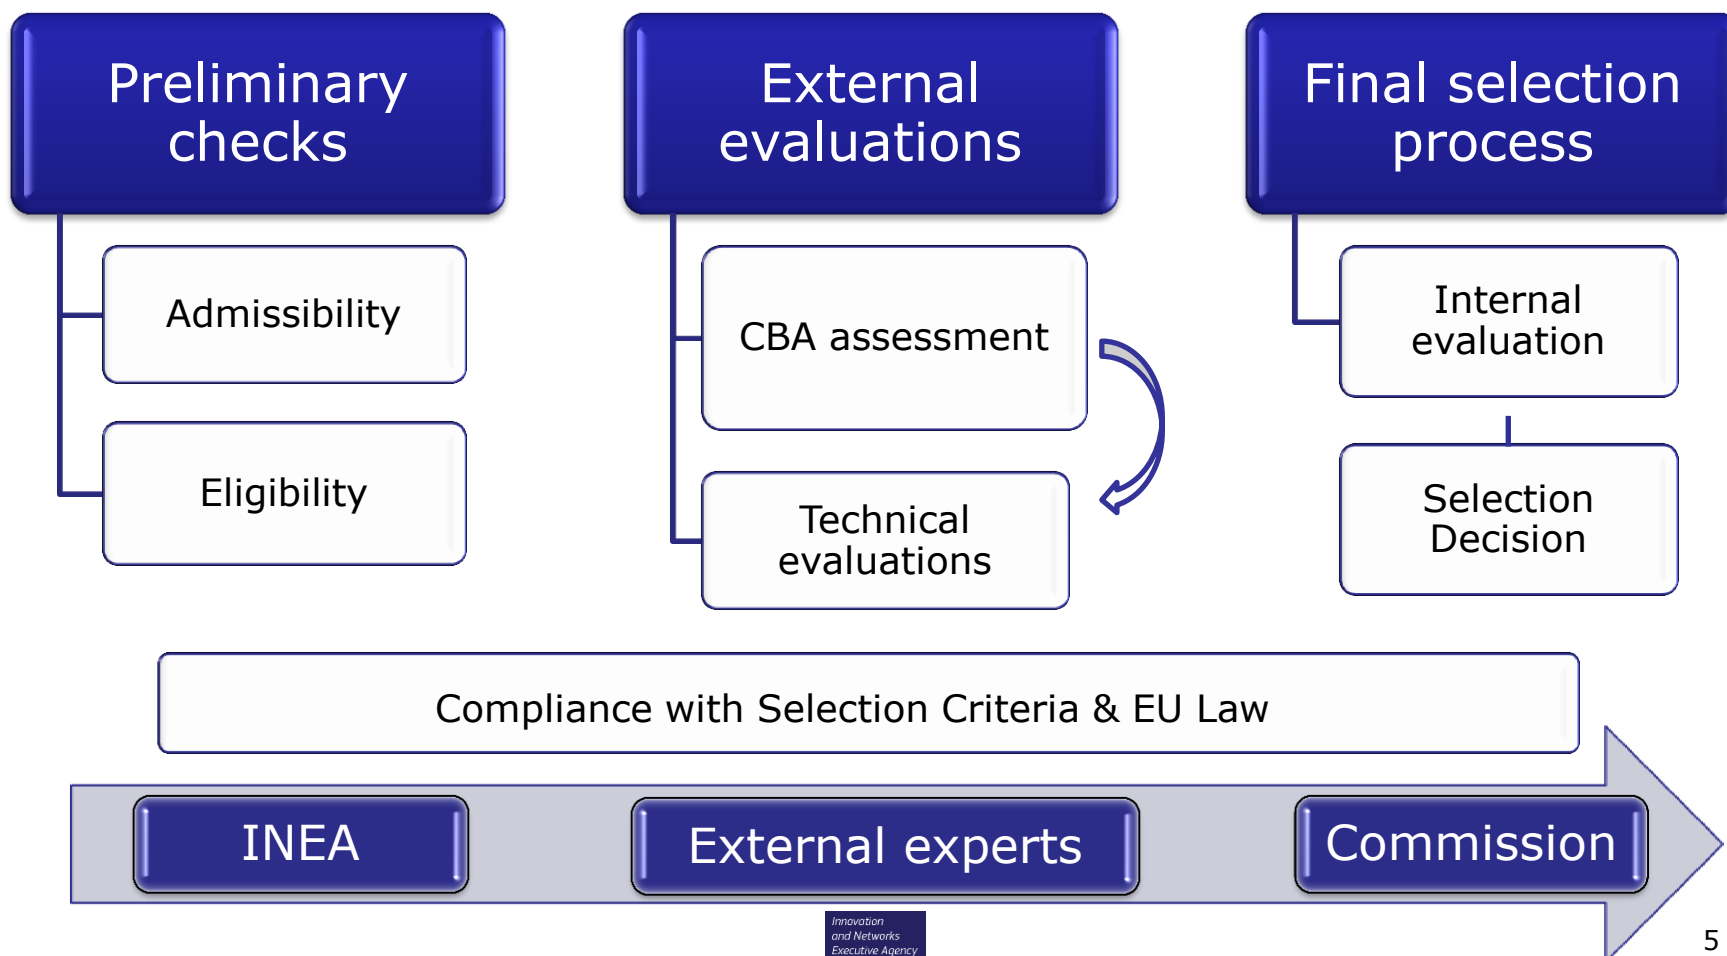 Preliminary
checks
Admissibility
Eligibility
External
evaluations
CBA assessment
Technical
evaluations
Final selection
process
Internal
evaluation
Selection
Decision
Compliance with Selection Criteria & EU Law
INEA
External experts
Commission
Innovation
and Networks
Executive Agency
5